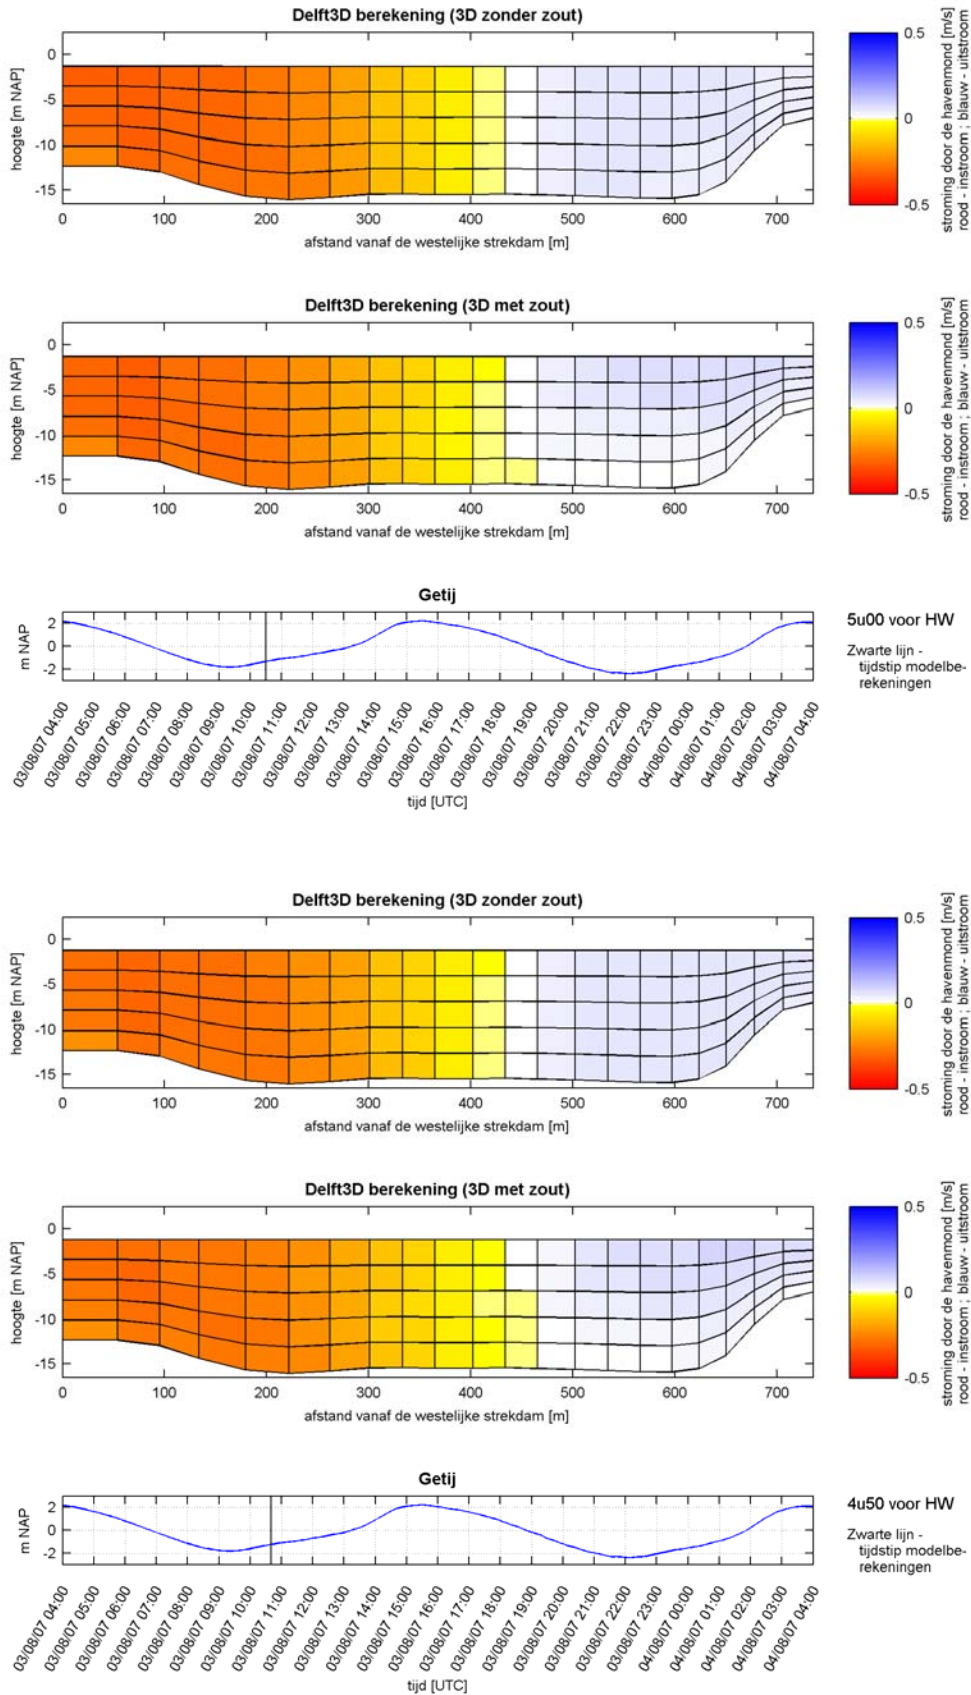 Delft3D berekening (3D zonder zout)
hoogte [m NAP]
0
-5
-10
-15
0 100 200 300 400 500 600 700
afstand vanaf de westelijke strekdam [m]
0.5
0
-0.5
stroming door de havenmond [m/s]
rood - instroom ; blauw - uitstroom
Delft3D berekening (3D met zout)
hoogte [m NAP]
0
-5
-10
-15
0 100 200 300 400 500 600 700
afstand vanaf de westelijke strekdam [m]
0.5
0
-0.5
stroming door de havenmond [m/s]
rood - instroom ; blauw - uitstroom
Getij
m NAP
2
0
-2
03/08/07 04:00
03/08/07 05:00
03/08/07 06:00
03/08/07 07:00
03/08/07 08:00
03/08/07 09:00
03/08/07 10:00
03/08/07 11:00
03/08/07 12:00
03/08/07 13:00
03/08/07 14:00
03/08/07 15:00
03/08/07 16:00
03/08/07 17:00
03/08/07 18:00
03/08/07 19:00
03/08/07 20:00
03/08/07 21:00
03/08/07 22:00
03/08/07 23:00
04/08/07 00:00
04/08/07 01:00
04/08/07 02:00
04/08/07 03:00
04/08/07 04:00
tijd [UTC]
5u00 voor HW
Zwarte lijn -
tijdstip modelbe-
rekeningen
Delft3D berekening (3D zonder zout)
hoogte [m NAP]
0
-5
-10
-15
0 100 200 300 400 500 600 700
afstand vanaf de westelijke strekdam [m]
0.5
0
-0.5
stroming door de havenmond [m/s]
rood - instroom ; blauw - uitstroom
Delft3D berekening (3D met zout)
hoogte [m NAP]
0
-5
-10
-15
0 100 200 300 400 500 600 700
afstand vanaf de westelijke strekdam [m]
0.5
0
-0.5
stroming door de havenmond [m/s]
rood - instroom ; blauw - uitstroom
Getij
m NAP
2
0
-2
03/08/07 04:00
03/08/07 05:00
03/08/07 06:00
03/08/07 07:00
03/08/07 08:00
03/08/07 09:00
03/08/07 10:00
03/08/07 11:00
03/08/07 12:00
03/08/07 13:00
03/08/07 14:00
03/08/07 15:00
03/08/07 16:00
03/08/07 17:00
03/08/07 18:00
03/08/07 19:00
03/08/07 20:00
03/08/07 21:00
03/08/07 22:00
03/08/07 23:00
04/08/07 00:00
04/08/07 01:00
04/08/07 02:00
04/08/07 03:00
04/08/07 04:00
tijd [UTC]
4u50 voor HW
Zwarte lijn -
tijdstip modelbe-
rekeningen